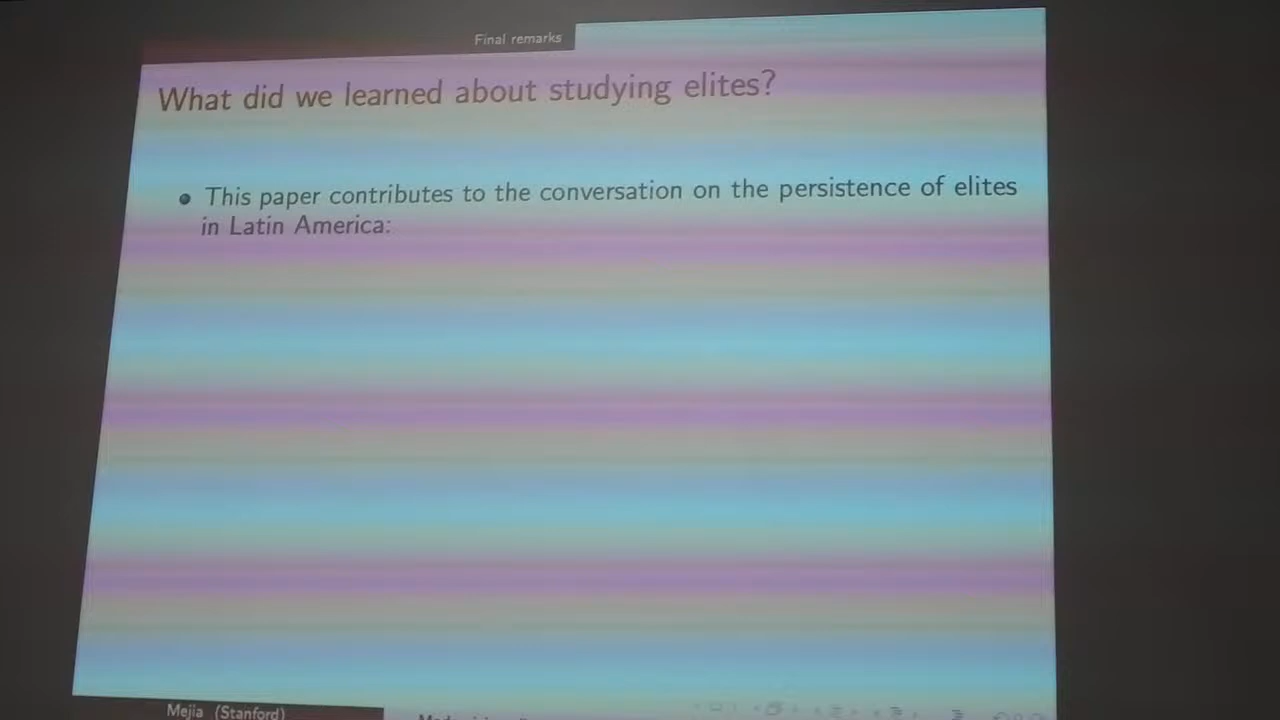 Final remarks
What did we learned about studying elites?
This paper contributes to the conversation on the persistence of elites
in Latin America:
Mejia (Stanford)